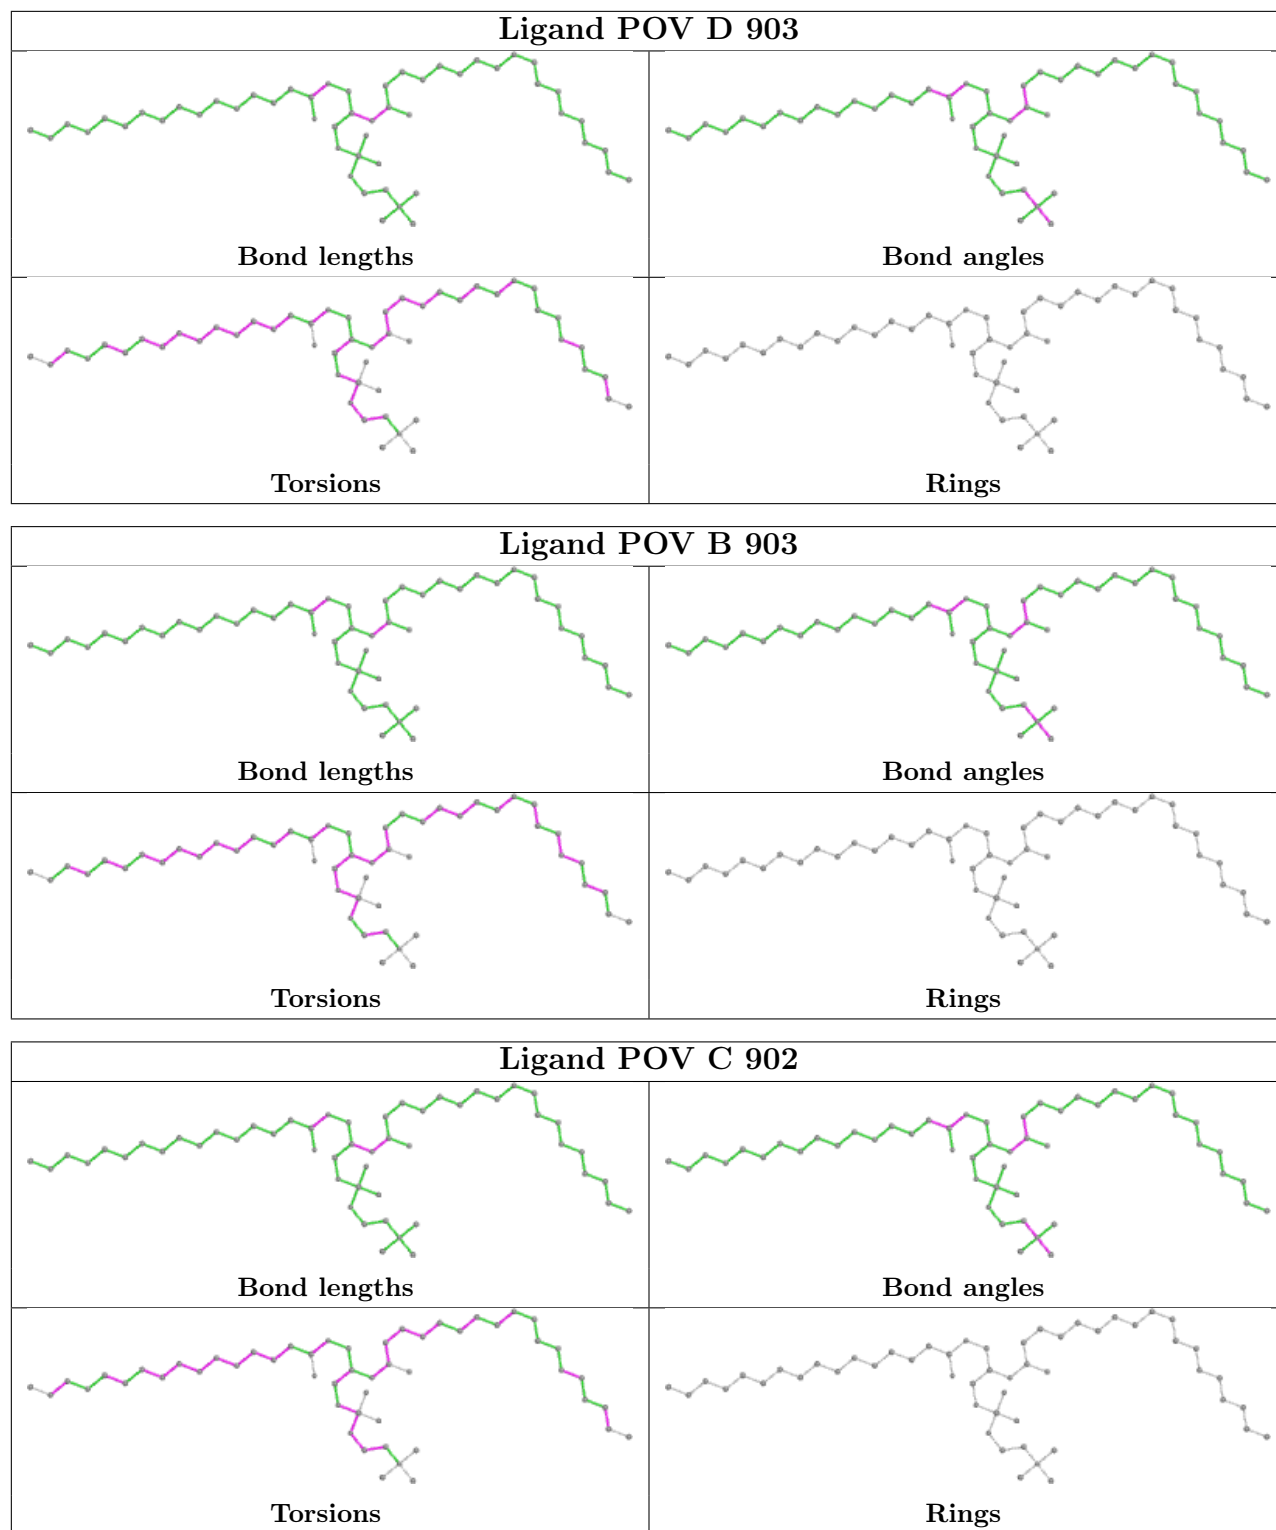 Ligand POV D 903
Bond lengths
Bond angles
Torsions
Rings
Ligand POV B 903
Bond lengths
Bond angles
Torsions
Rings
Ligand POV C 902
Bond lengths
Bond angles
Torsions
Rings